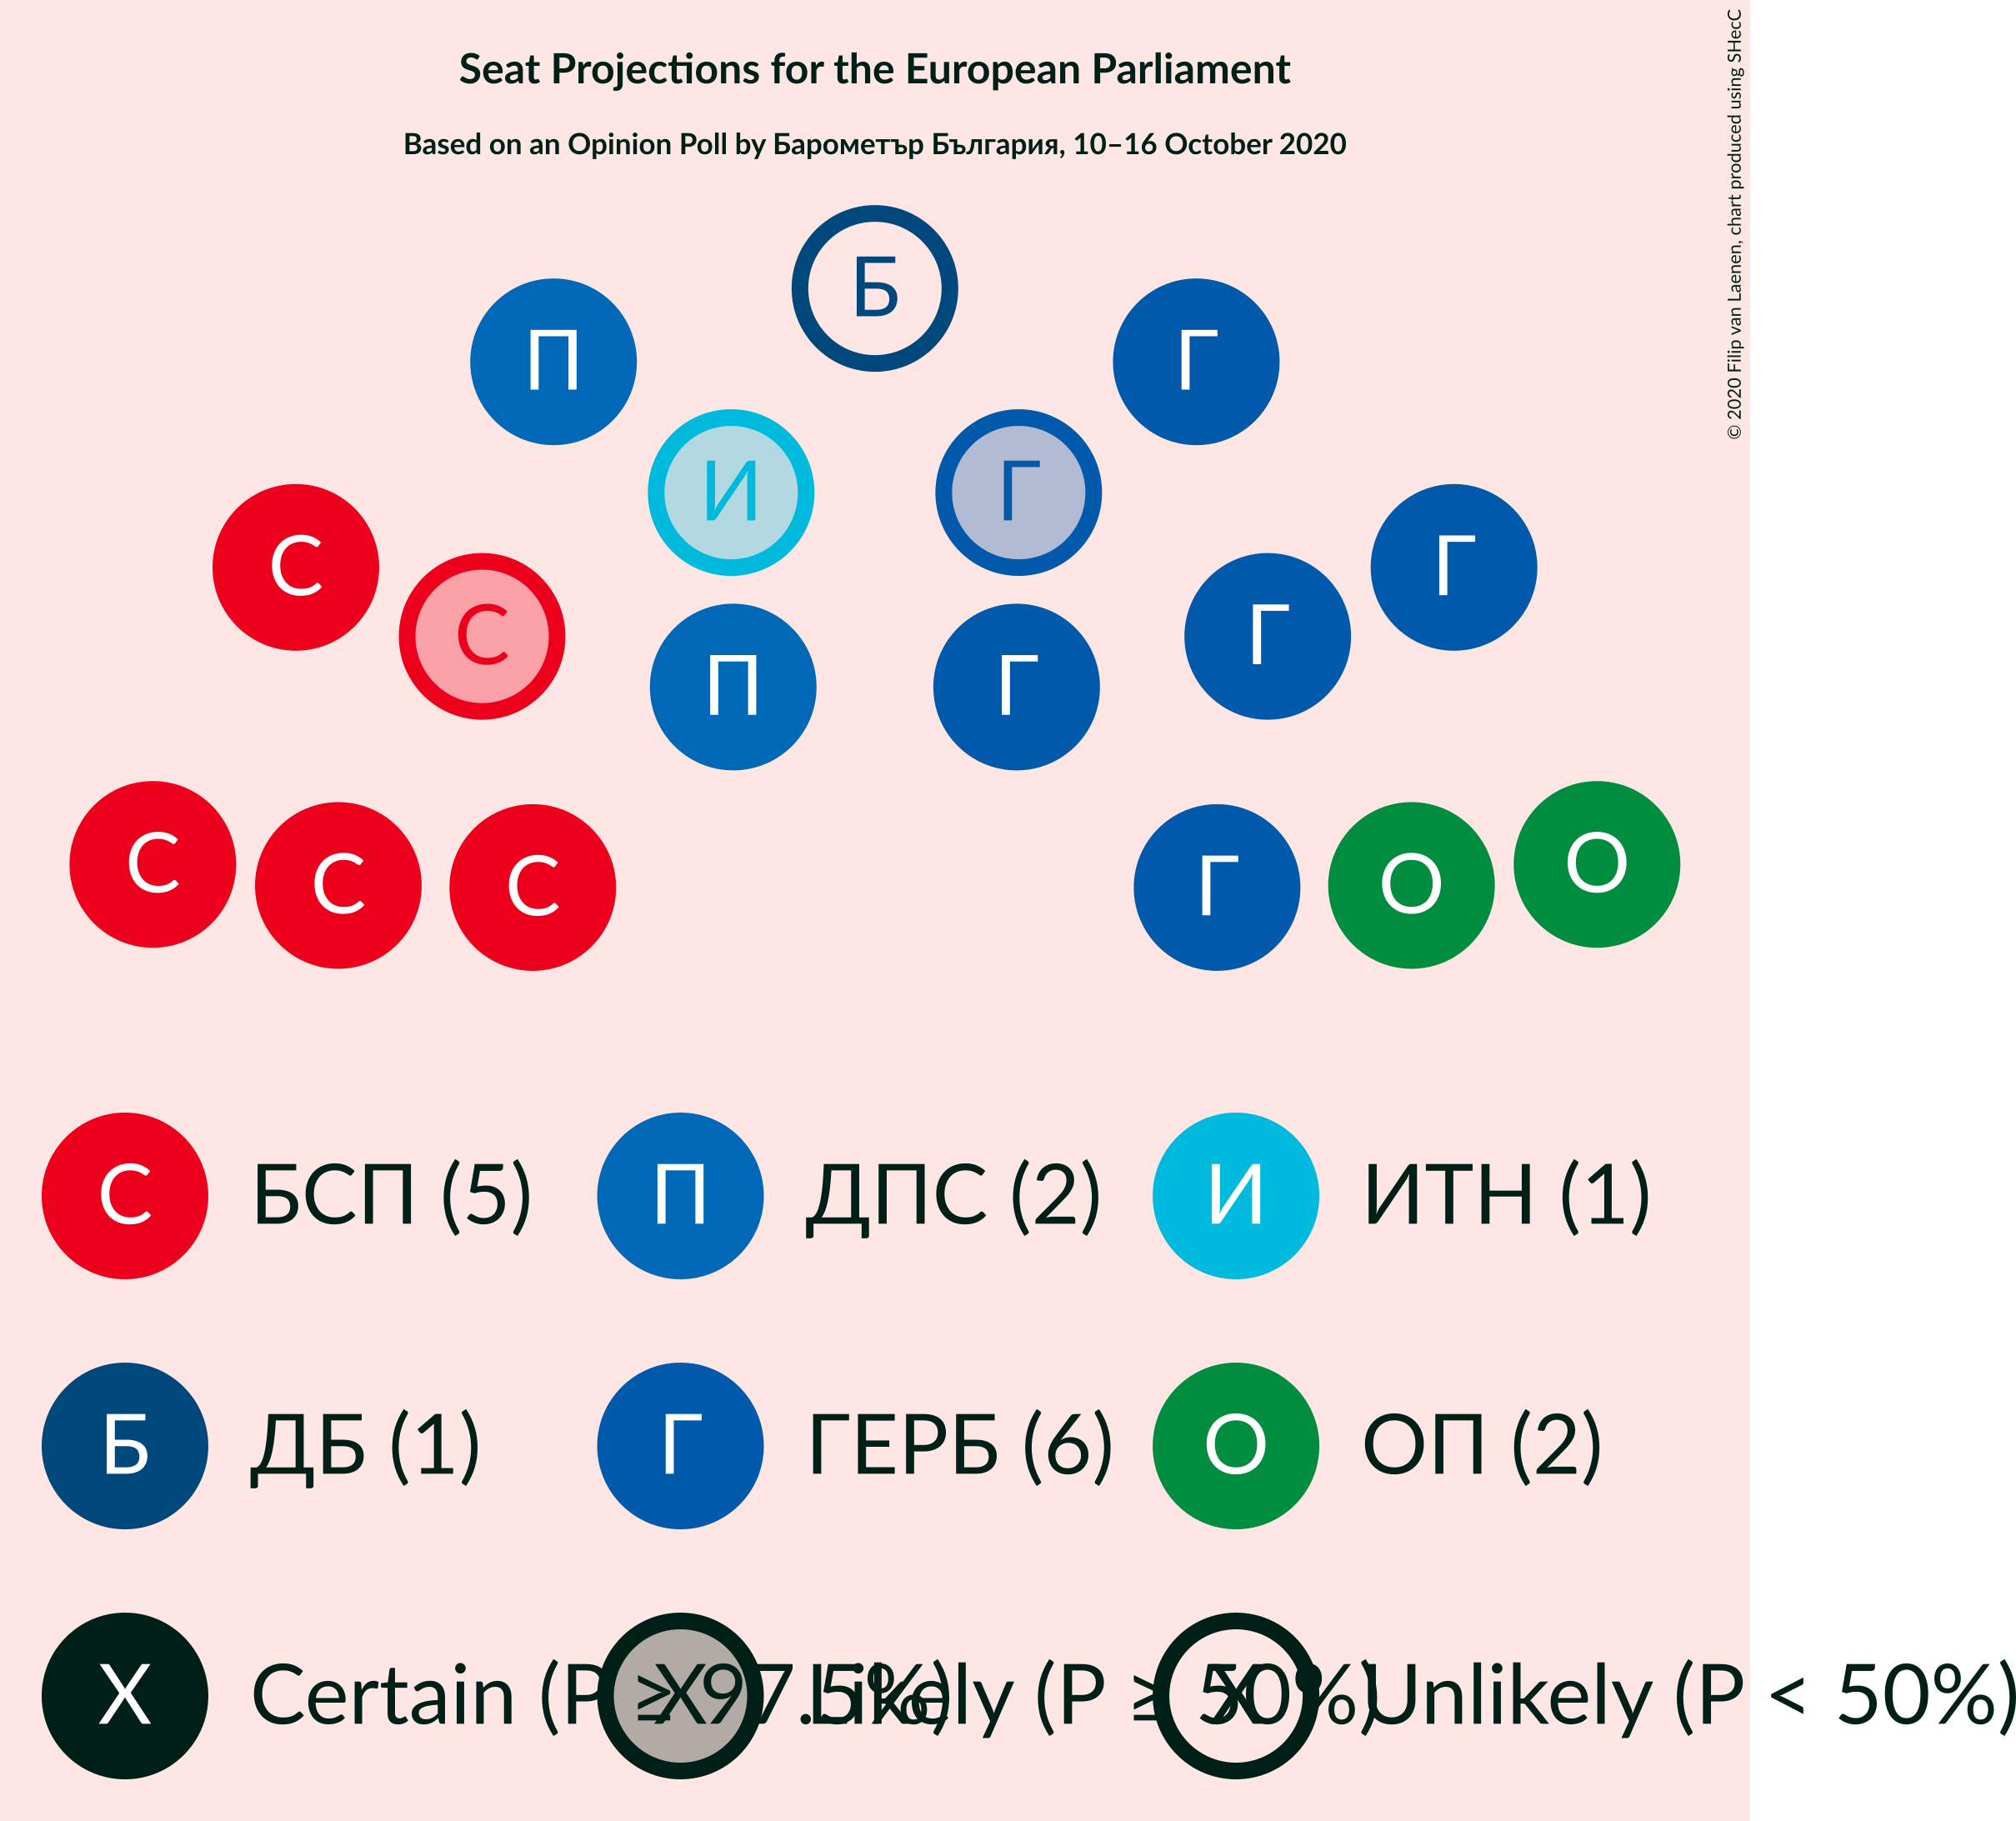 Seat Projections for the European Parliament
Based on an Opinion Poll by Барометър България, 10–16 October 2020
© 2020 Filip van Laenen, chart produced using SHecC
Б
П
Г
И
Г
С
Г
С
Г
П
Г
С
С
С
Г
О
О
С БСП (5) П ДПС (2) И ИТН (1)
Б ДБ (1) Г ГЕРБ (6) О ОП (2)
X Certain (P ≥ 97.5%) X Likely (P ≥ 50%) X Unlikely (P < 50%)